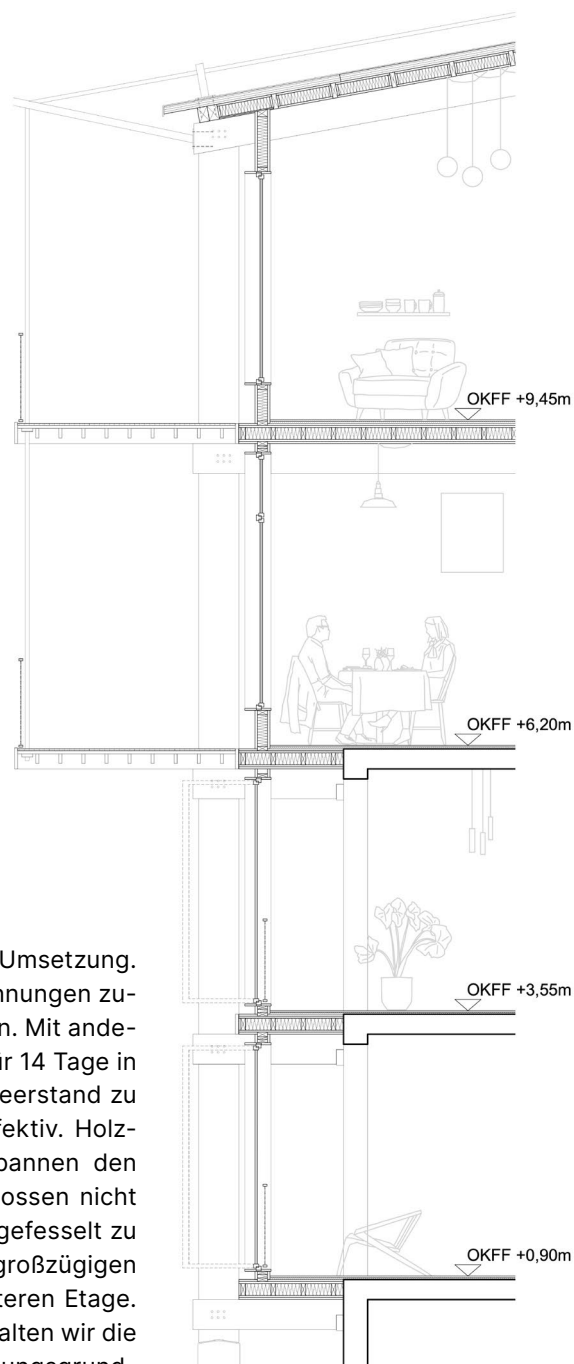 OKFF +9,45m
OKFF +6,20m
OKFF +3,55m
OKFF +0,90m
Umsetzung.
nnungen zu-
n. Mit ande-
ür 14 Tage in
eerstand zu
fektiv. Holz-
pannen den
ossen nicht
gefesselt zu
großzügigen
teren Etage.
alten wir die